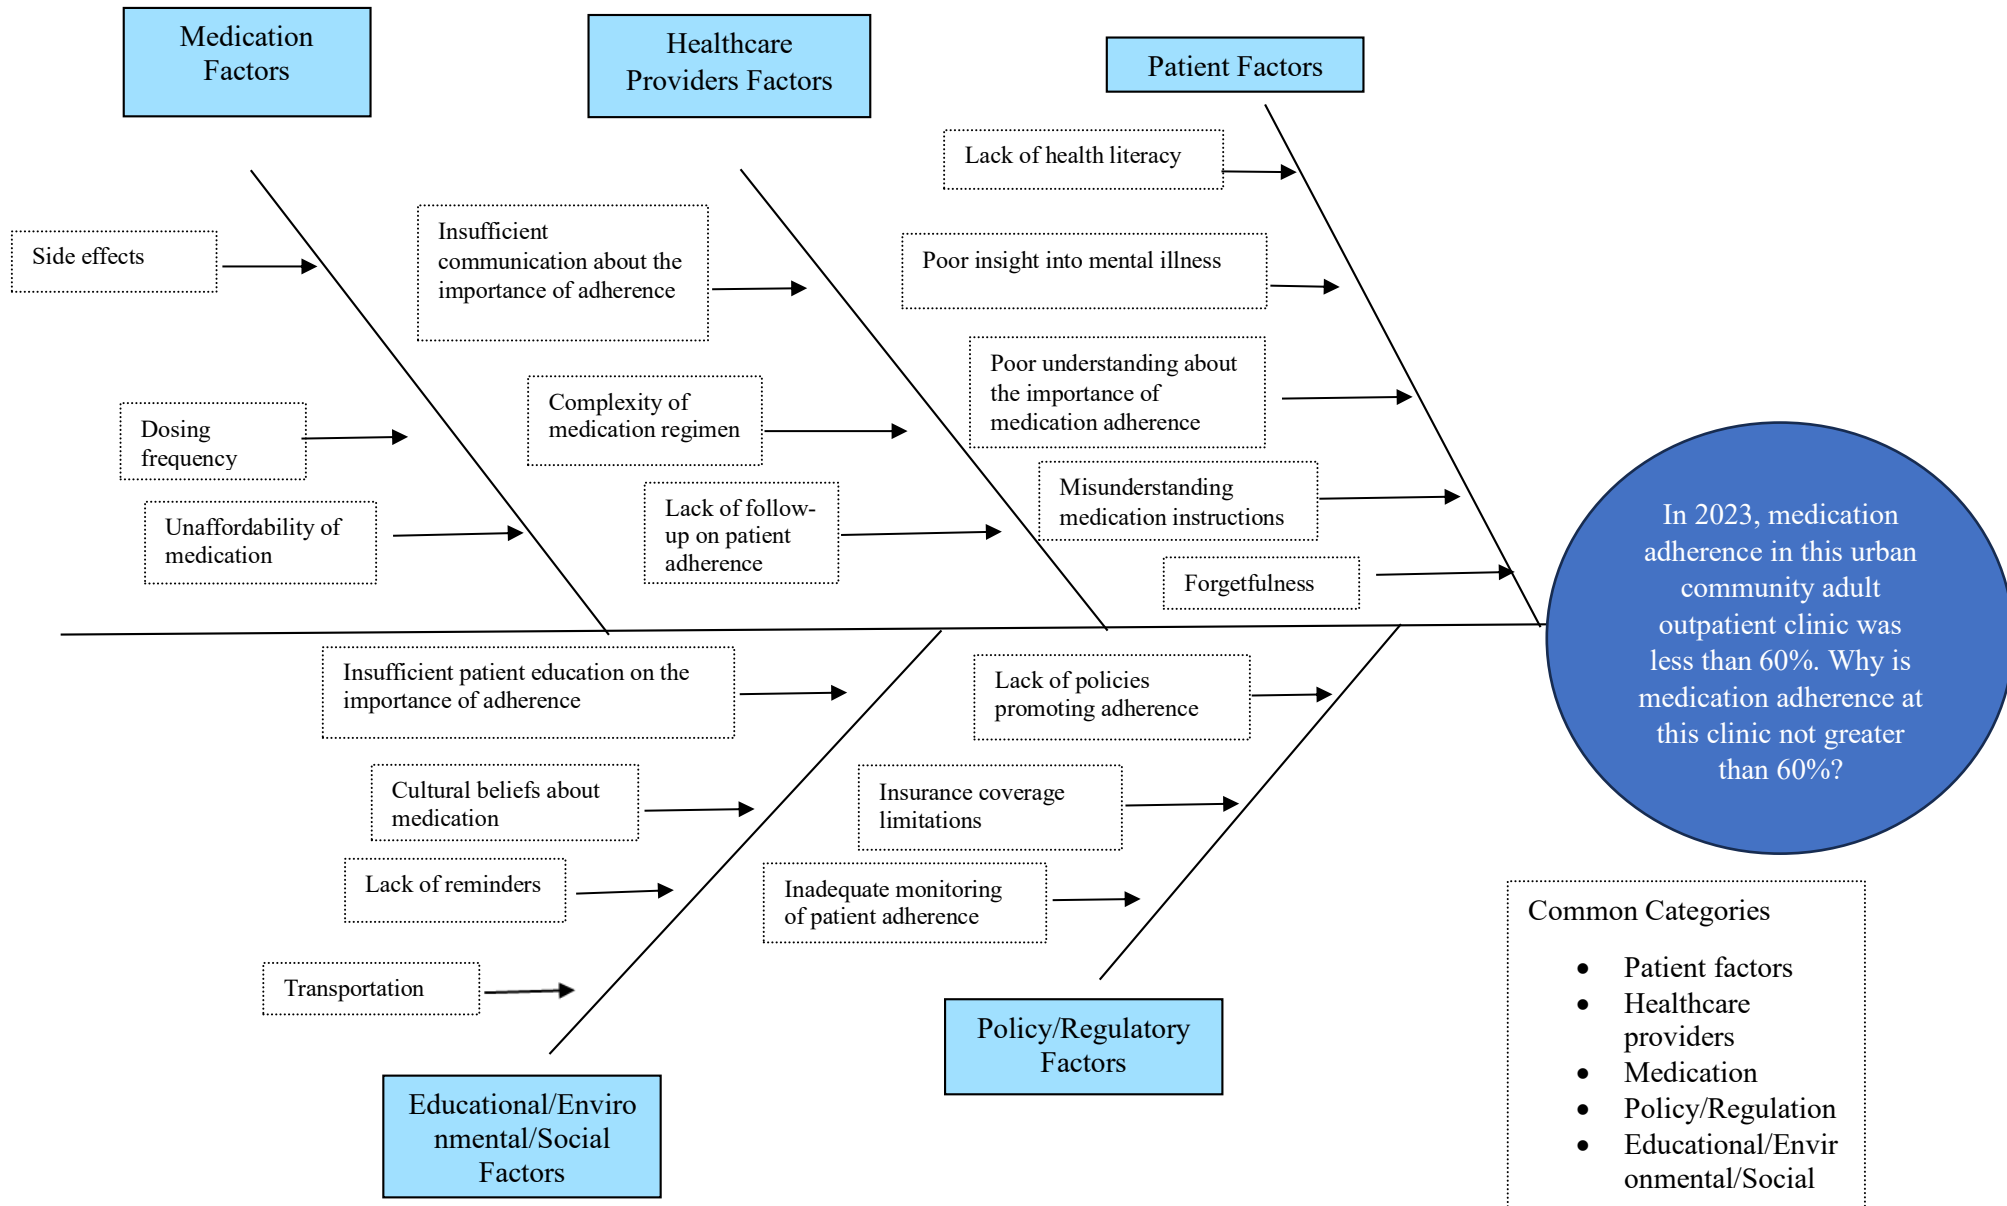 Medication
Factors
Healthcare
Providers Factors
Patient Factors
Lack of health literacy
Side effects
Insufficient
communication about the
importance of adherence
Poor insight into mental illness
Dosing
frequency
Complexity of
medication regimen
Poor understanding about
the importance of
medication adherence
Unaffordability of
medication
Lack of follow-
up on patient
adherence
Misunderstanding
medication instructions
Forgetfulness
In 2023, medication
adherence in this urban
community adult
outpatient clinic was
less than 60%. Why is
medication adherence at
this clinic not greater
than 60%?
Insufficient patient education on the
importance of adherence
Lack of policies
promoting adherence
Cultural beliefs about
medication
Insurance coverage
limitations
Lack of reminders
Inadequate monitoring
of patient adherence
Transportation
Policy/Regulatory
Factors
Educational/Enviro
nmental/Social
Factors
Common Categories
• Patient factors
• Healthcare
providers
• Medication
• Policy/Regulation
• Educational/Envir
onmental/Social